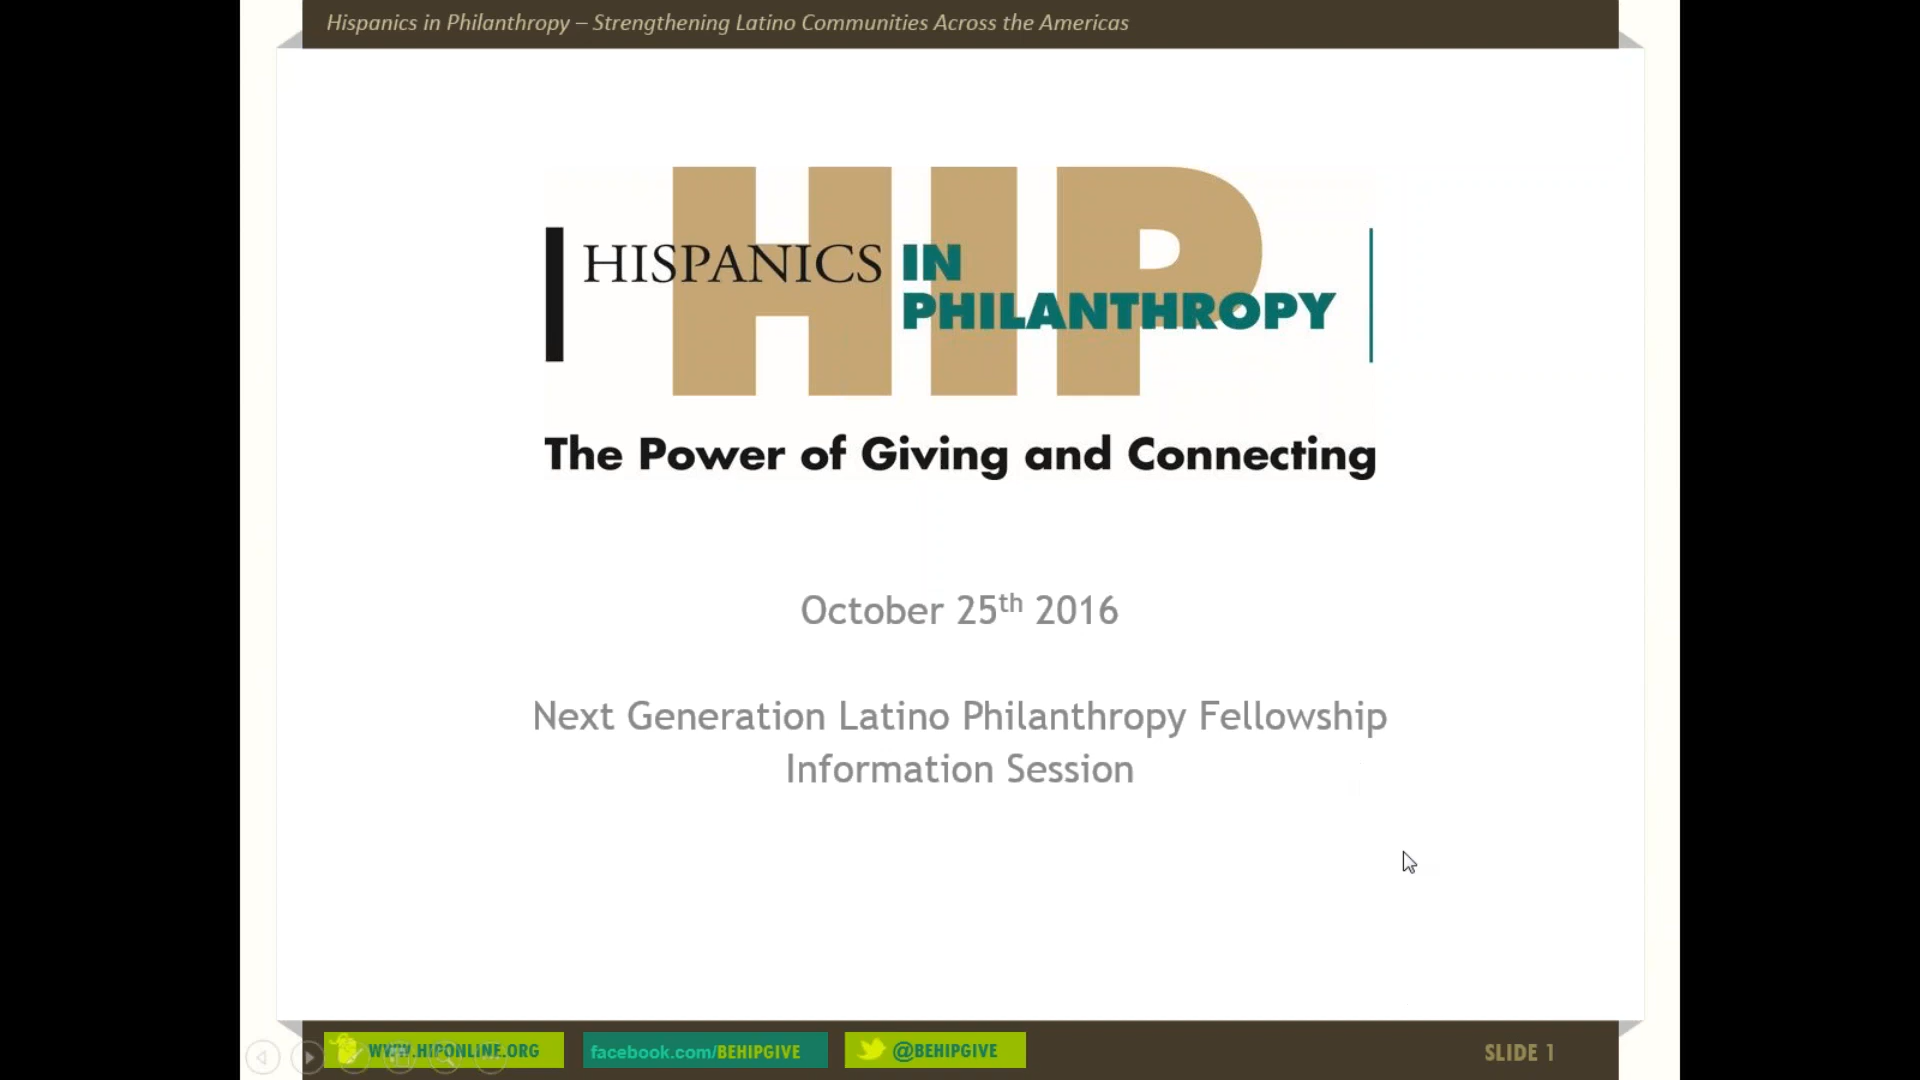 Hispanics in Philanthropy – Strengthening Latino Communities Across the Americas
HIP
HISPANICS IN
PHILANTHROPY
The Power of Giving and Connecting
October 25th 2016
Next Generation Latino Philanthropy Fellowship
Information Session
WWW.HIPONLINE.ORG
facebook.com/BEHIPGIVE
@BEHIPGIVE
SLIDE 1